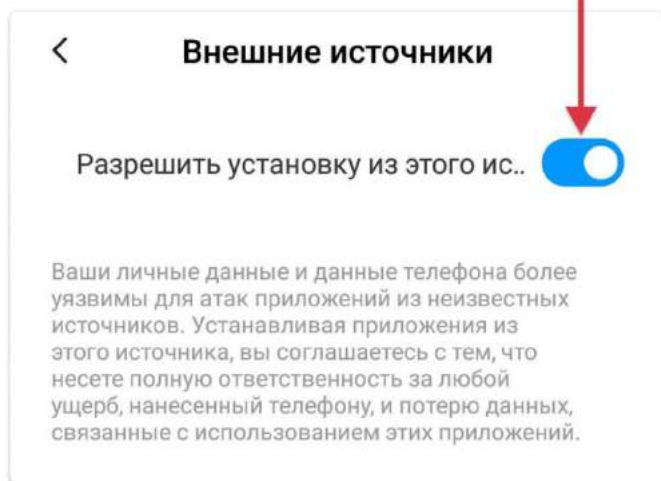 Внешние источники
Разрешить установку из этого ис..
Ваши личные данные и данные телефона более
уязвимы для атак приложений из неизвестных
источников. Устанавливая приложения из
этого источника, вы соглашаетесь с тем, что
несете полную ответственность за любой
ущерб, нанесенный телефону, и потерю данных,
связанные с использованием этих приложений.